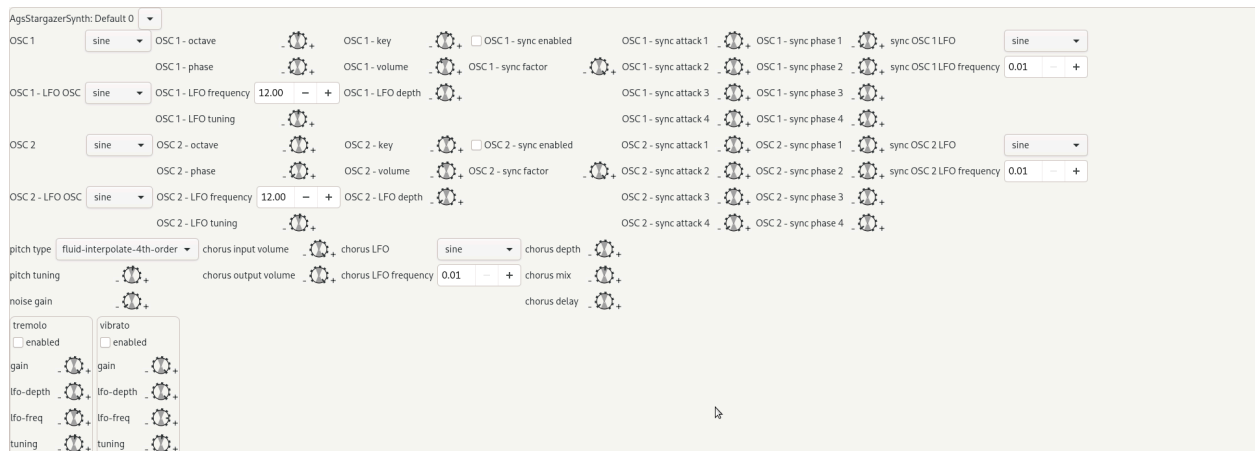 AgsStargazerSynth: Default 0
OSC 1 sine OSC 1 - octave OSC 1 - key OSC 1 - sync enabled OSC 1 - sync attack 1 OSC 1 - sync phase 1 sync OSC 1 LFO sine
OSC 1 - phase OSC 1 - volume OSC 1 - sync factor OSC 1 - sync attack 2 OSC 1 - sync phase 2 sync OSC 1 LFO frequency 0.01 - +
OSC 1 - LFO OSC sine OSC 1 - LFO frequency 12.00 - + OSC 1 - LFO depth OSC 1 - sync attack 3 OSC 1 - sync phase 3
OSC 1 - LFO tuning OSC 1 - sync attack 4 OSC 1 - sync phase 4
OSC 2 sine OSC 2 - octave OSC 2 - key OSC 2 - sync enabled OSC 2 - sync attack 1 OSC 2 - sync phase 1 sync OSC 2 LFO sine
OSC 2 - phase OSC 2 - volume OSC 2 - sync factor OSC 2 - sync attack 2 OSC 2 - sync phase 2 sync OSC 2 LFO frequency 0.01 - +
OSC 2 - LFO OSC sine OSC 2 - LFO frequency 12.00 - + OSC 2 - LFO depth OSC 2 - sync attack 3 OSC 2 - sync phase 3
OSC 2 - LFO tuning OSC 2 - sync attack 4 OSC 2 - sync phase 4
pitch type fluid-interpolate-4th-order chorus input volume chorus LFO sine chorus depth
pitch tuning chorus output volume chorus LFO frequency 0.01 - + chorus mix
noise gain chorus delay
tremolo vibrato
enabled enabled
gain gain
lfo-depth lfo-depth
lfo-freq lfo-freq
tuning tuning